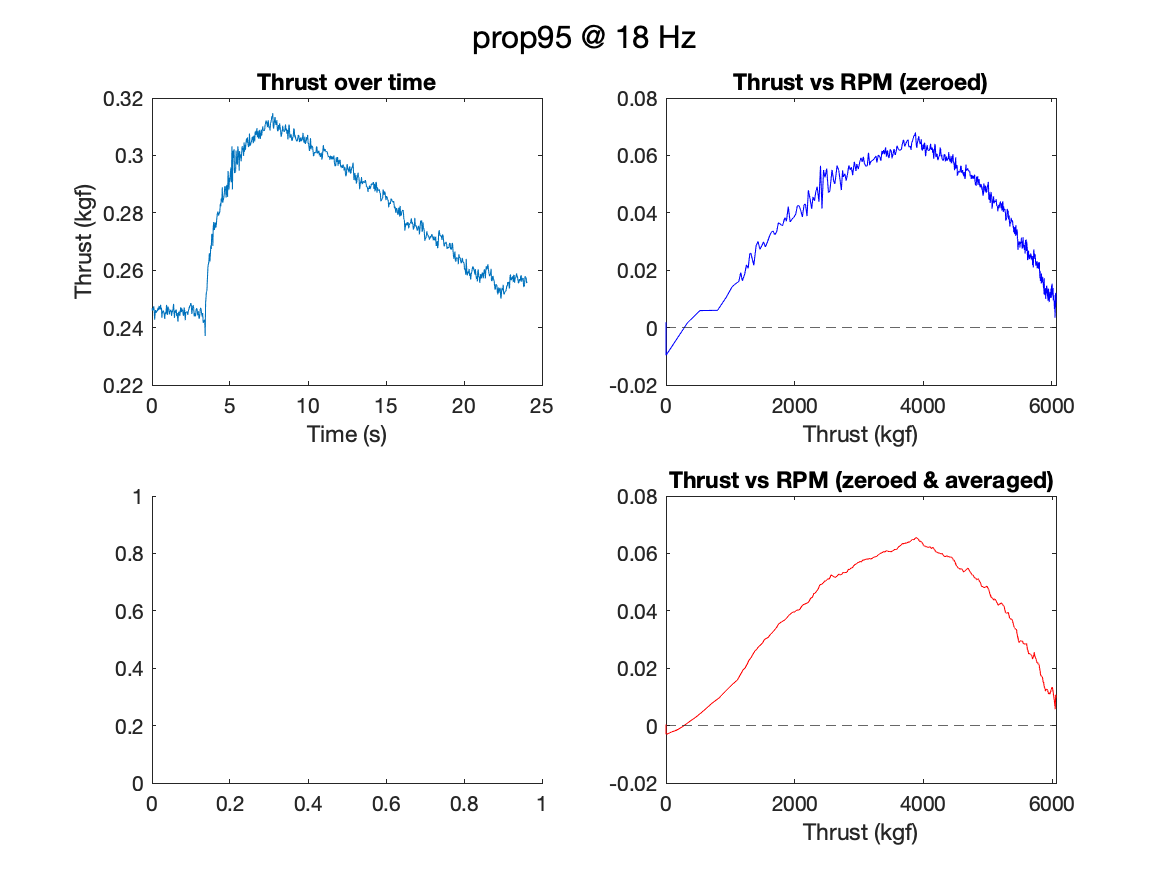 prop95 @ 18 Hz
Thrust over time
0.32
0.3
0.28
0.26
0.24
0.22
Thrust (kgf)
0 5 10 15 20 25
Time (s)
Thrust vs RPM (zeroed)
0.08
0.06
0.04
0.02
0
-0.02
0 2000 4000 6000
Thrust (kgf)
1
0.8
0.6
0.4
0.2
0
0 0.2 0.4 0.6 0.8 1
Thrust vs RPM (zeroed & averaged)
0.08
0.06
0.04
0.02
0
-0.02
0 2000 4000 6000
Thrust (kgf)